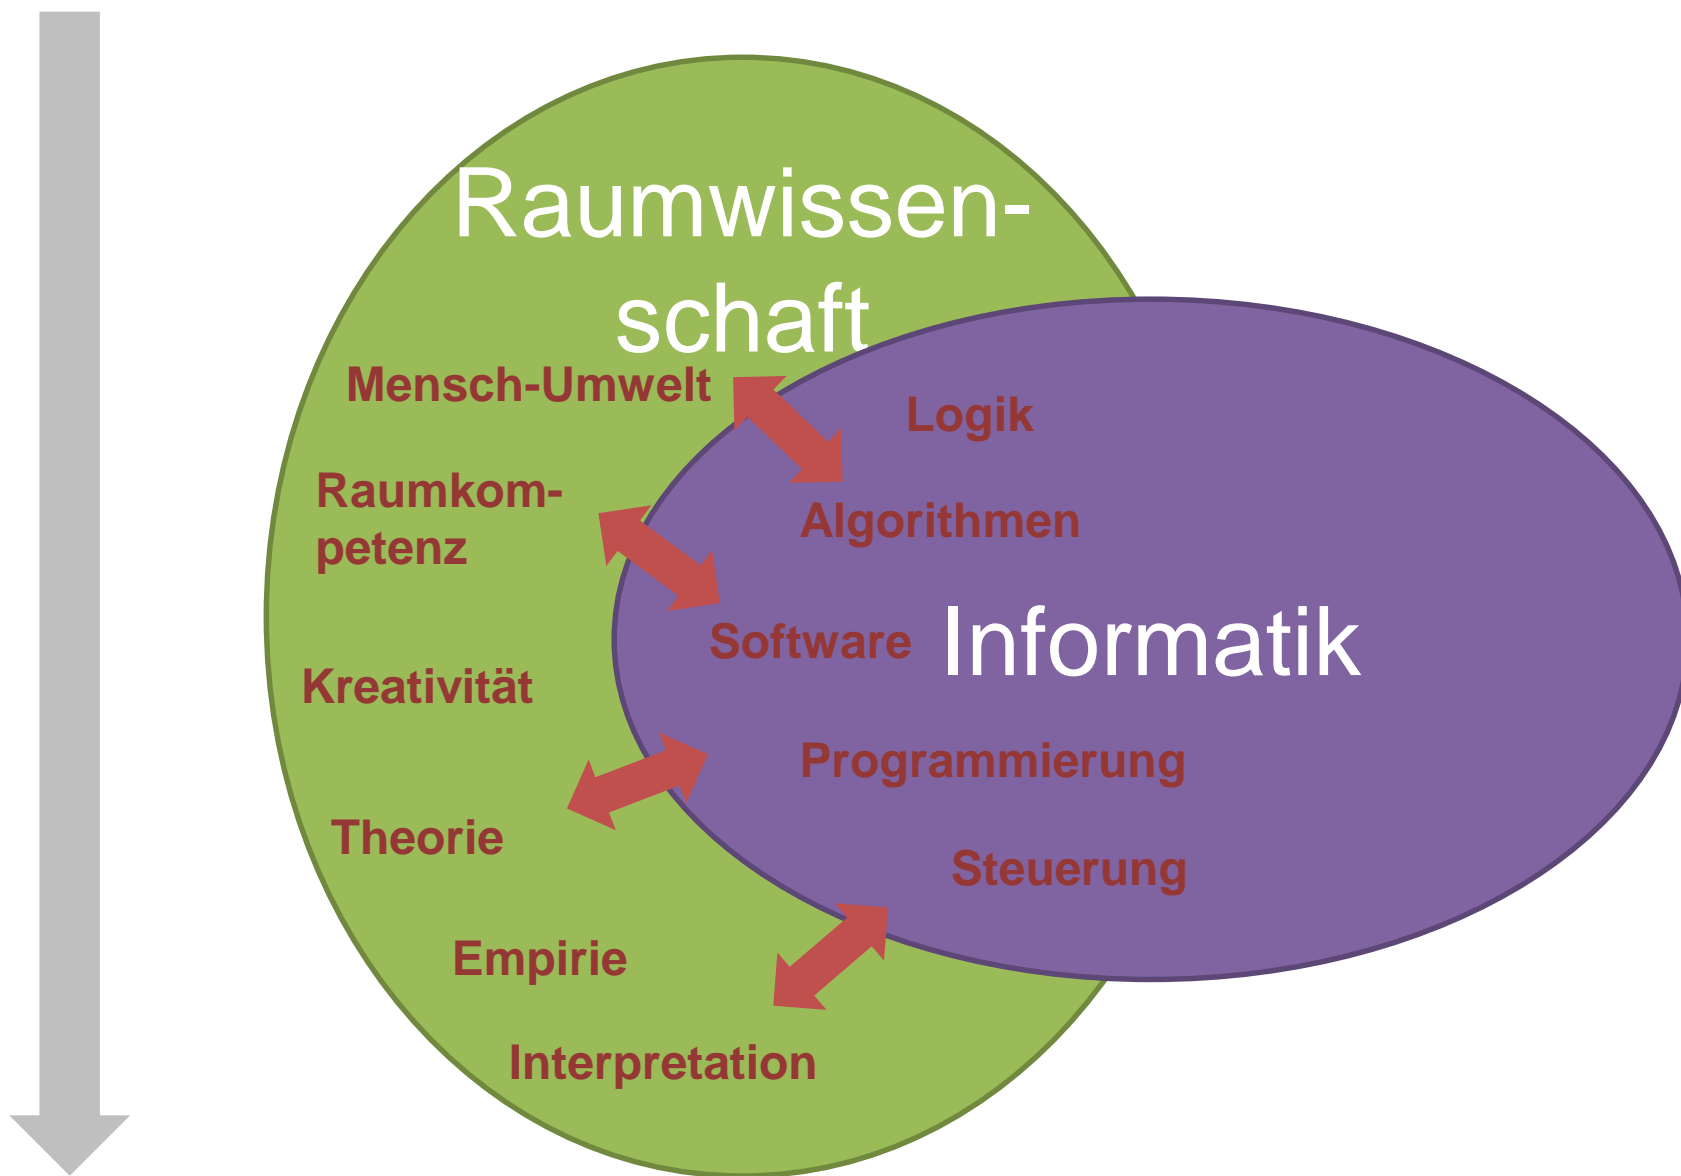 Raumwissen-
schaft
Mensch-Umwelt
Raumkom-
petenz
Kreativität
Theorie
Empirie
Interpretation
Logik
Algorithmen
Software
Informatik
Programmierung
Steuerung